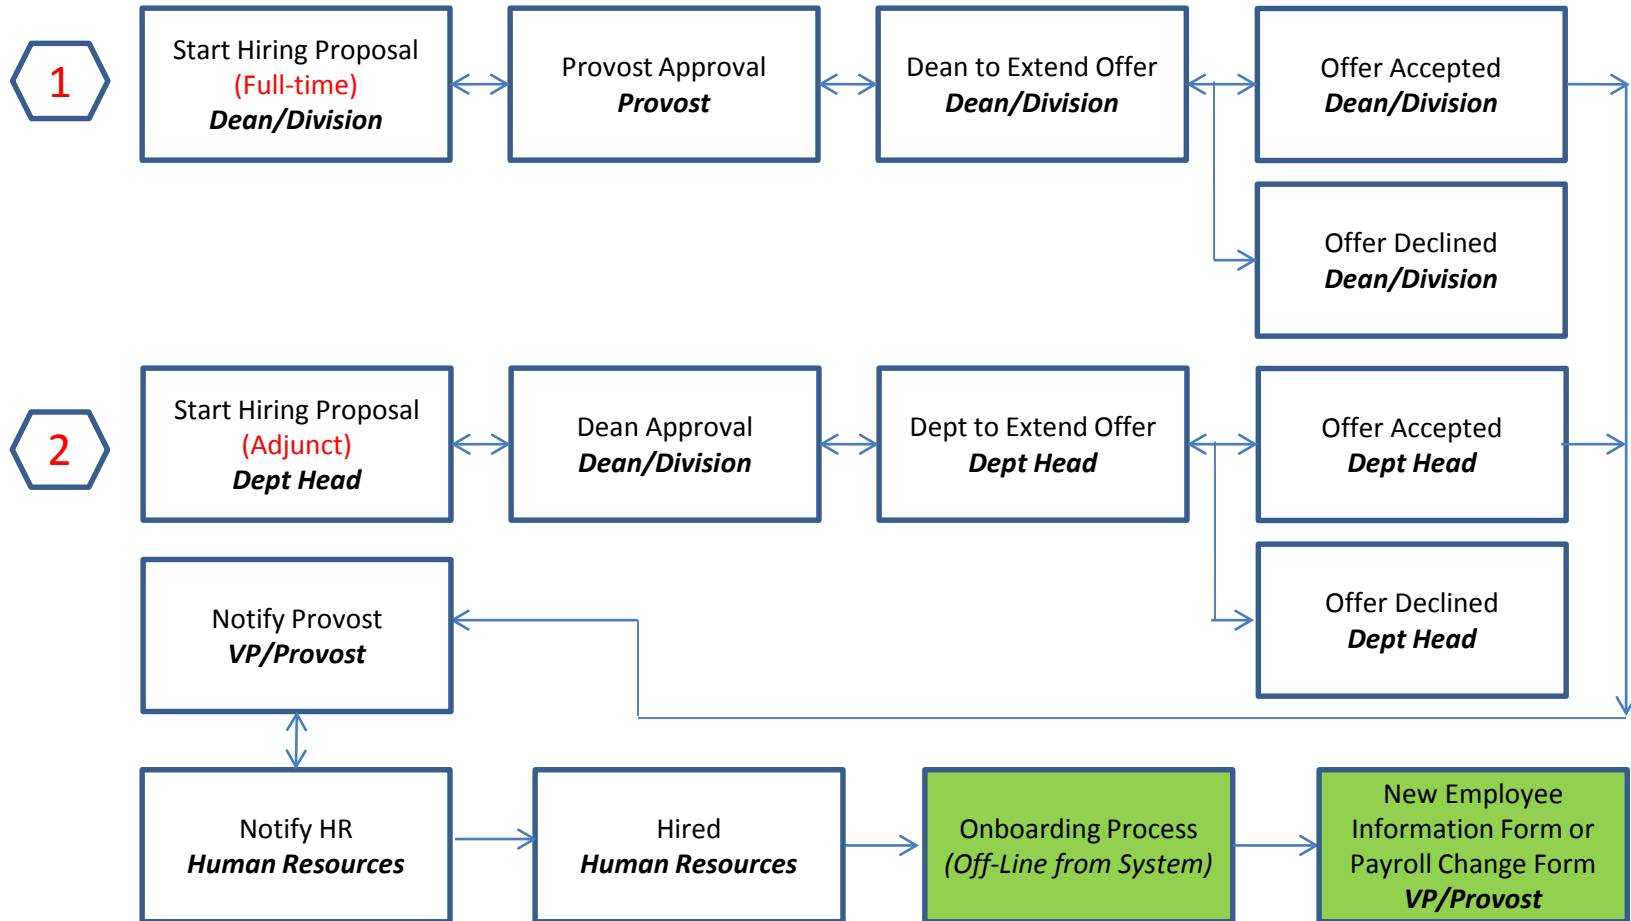 1
Start Hiring Proposal
(Full-time)
Dean/Division
Provost Approval
Provost
Dean to Extend Offer
Dean/Division
Offer Accepted
Dean/Division
Offer Declined
Dean/Division
2
Start Hiring Proposal
(Adjunct)
Dept Head
Dean Approval
Dean/Division
Dept to Extend Offer
Dept Head
Offer Accepted
Dept Head
Offer Declined
Dept Head
Notify Provost
VP/Provost
Notify HR
Human Resources
Hired
Human Resources
Onboarding Process
(Off-Line from System)
New Employee
Information Form or
Payroll Change Form
VP/Provost